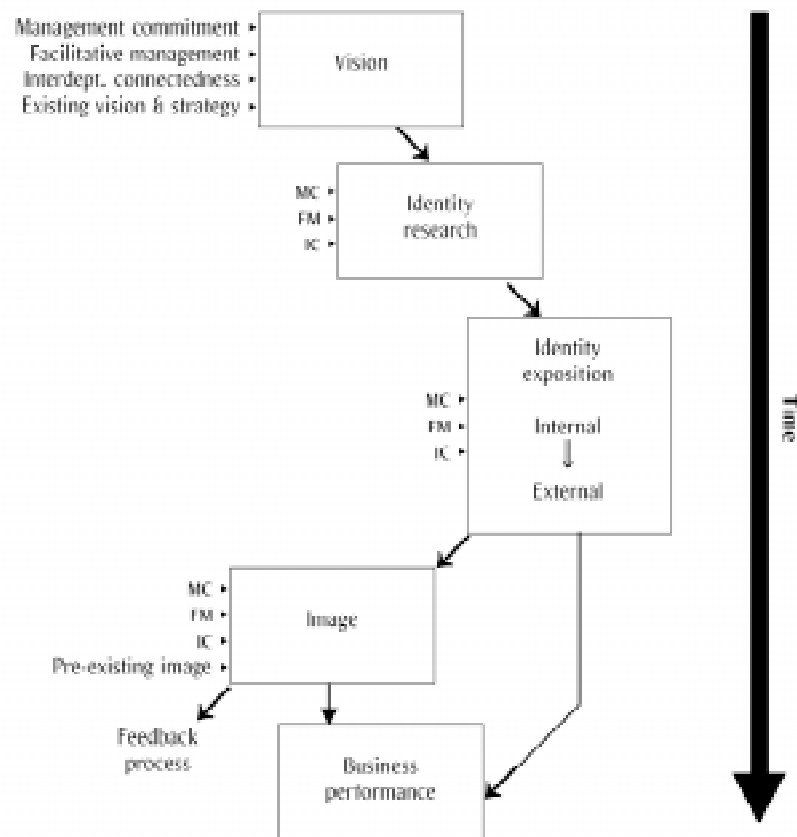 Management commitment
Facilitative management
Interdept. connectedness
Existing vision & strategy
Vision
MC
FM
IC
Identity
research
Identity
exposition
MC
FM
IC
Internal
External
Time
MC
FM
IC
Pre-existing image
Image
Feedback
process
Business
performance